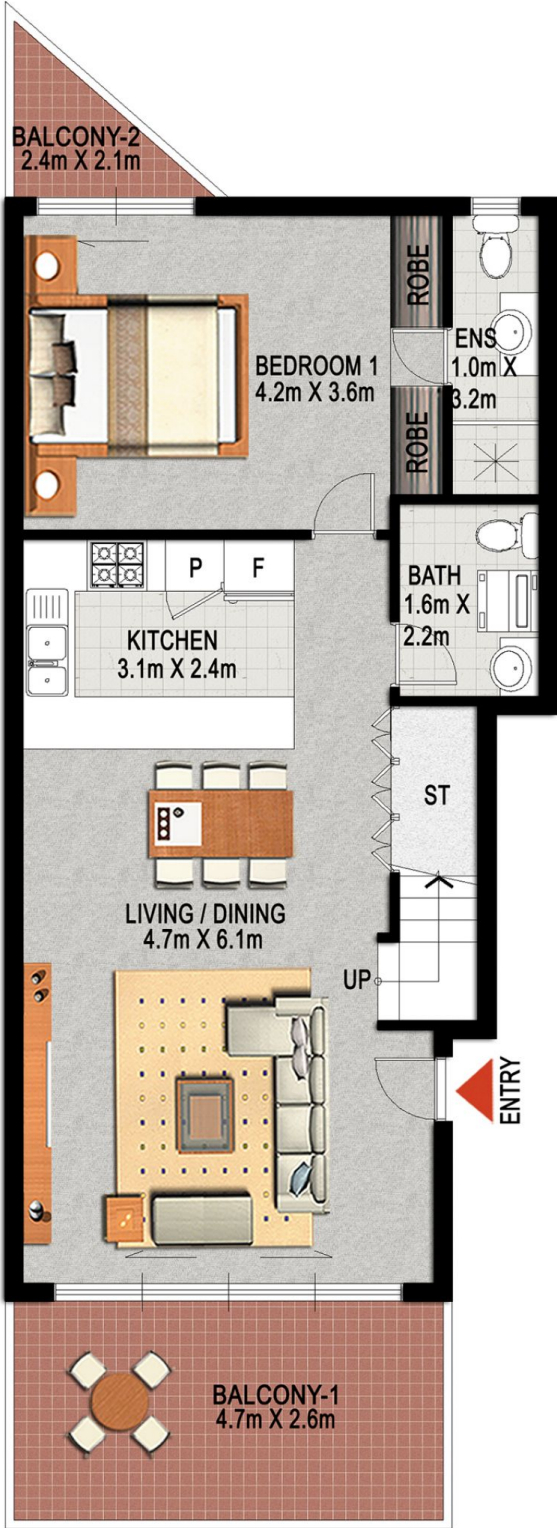 BALCONY-2
2.4m X 2.1m
ROBE
BEDROOM 1
4.2m X 3.6m
ENS
1.0m X
3.2m
ROBE
P
F
BATH
1.6m X
2.2m
KITCHEN
3.1m X 2.4m
ST
LIVING / DINING
4.7m X 6.1m
UP
ENTRY
BALCONY-1
4.7m X 2.6m